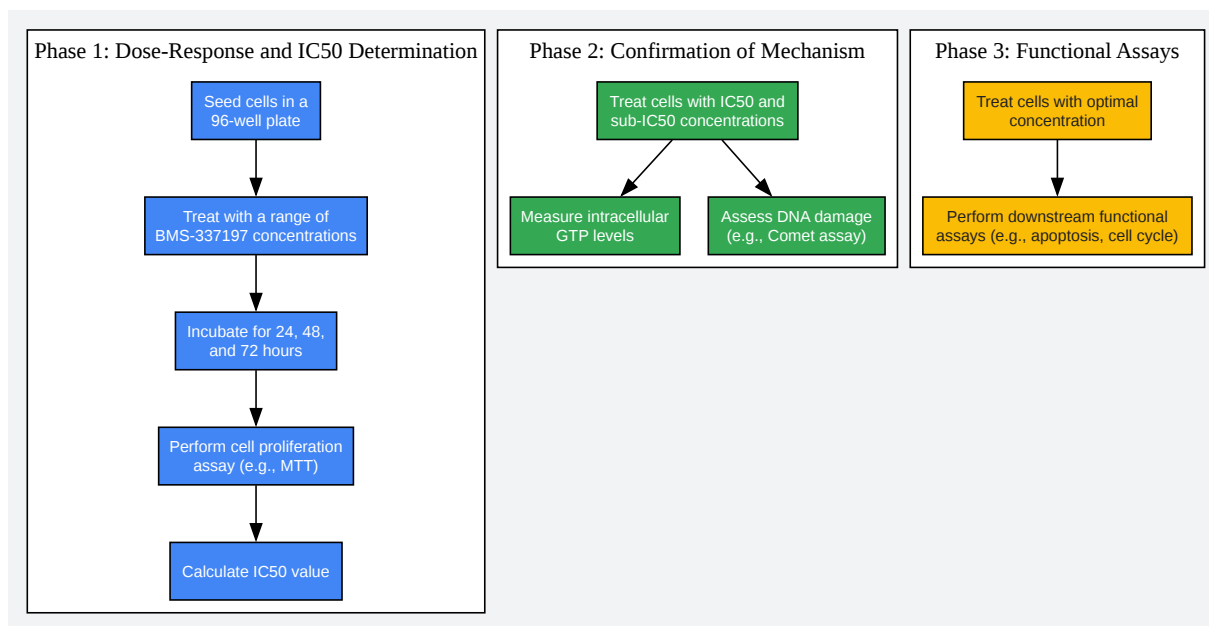 Phase 1: Dose-Response and IC50 Determination
Seed cells in a
96-well plate
Treat with a range of
BMS-337197 concentrations
Incubate for 24, 48,
and 72 hours
Perform cell proliferation
assay (e.g., MTT)
Calculate IC50 value
Phase 2: Confirmation of Mechanism
Treat cells with IC50 and
sub-IC50 concentrations
Measure intracellular
GTP levels
Assess DNA damage
(e.g., Comet assay)
Phase 3: Functional Assays
Treat cells with optimal
concentration
Perform downstream functional
assays (e.g., apoptosis, cell cycle)